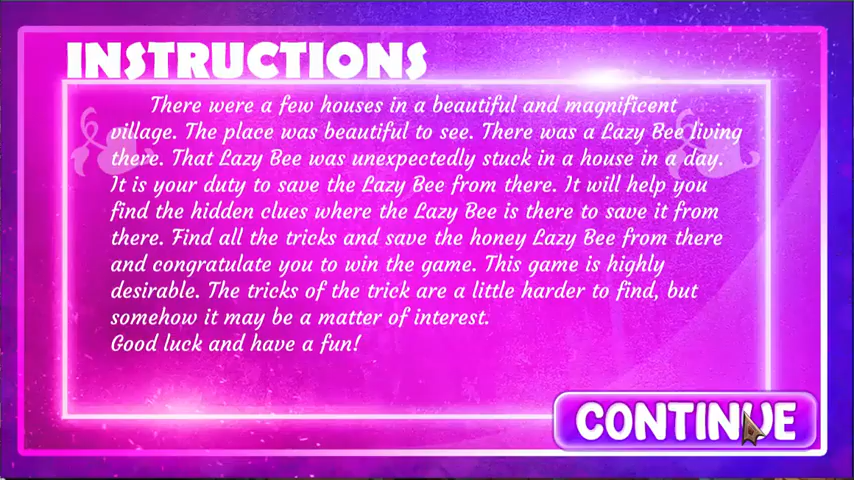 INSTRUCTIONS
There were a few houses in a beautiful and magnificent
village. The place was beautiful to see. There was a Lazy Bee living
there. That Lazy Bee was unexpectedly stuck in a house in a day.
It is your duty to save the Lazy Bee from there. It will help you
find the hidden clues where the Lazy Bee is there to save it from
there. Find all the tricks and save the honey Lazy Bee from there
and congratulate you to win the game. This game is highly
desirable. The tricks of the trick are a little harder to find, but
somehow it may be a matter of interest.
Good luck and have a fun!
CONTINUE